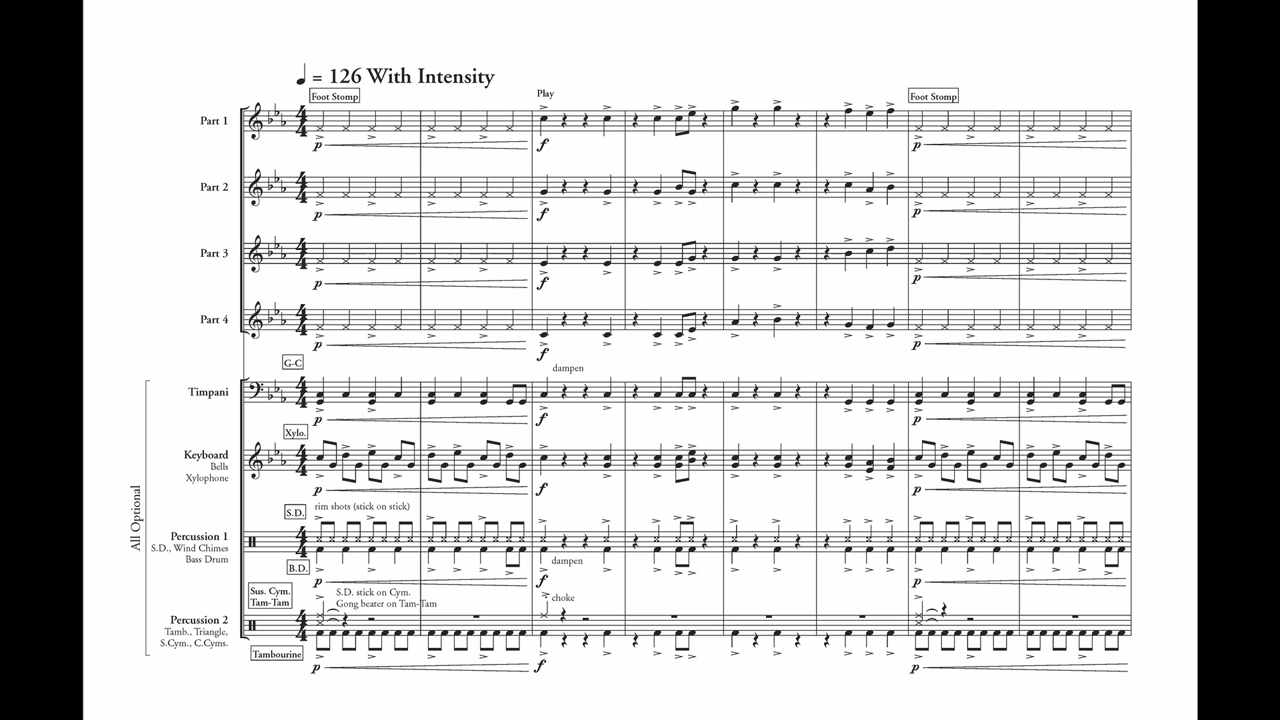 ♩ = 126 With Intensity
Foot Stomp
Play
Foot Stomp
Part 1
p
f
p
Part 2
p
f
p
Part 3
p
f
p
Part 4
p
f
p
G-C
dampen
Timpani
p
f
p
Xylo.
Keyboard
Bells
Xylophone
p
f
p
All Optional
S.D.
rim shots (stick on stick)
Percussion 1
S.D., Wind Chimes
Bass Drum
B.D.
dampen
p
f
p
Sus. Cym.
Tam-Tam
S.D. stick on Cym.
Gong beater on Tam-Tam
choke
Percussion 2
Tamb., Triangle,
S.Cym., C.Cyms.
Tambourine
p
f
p